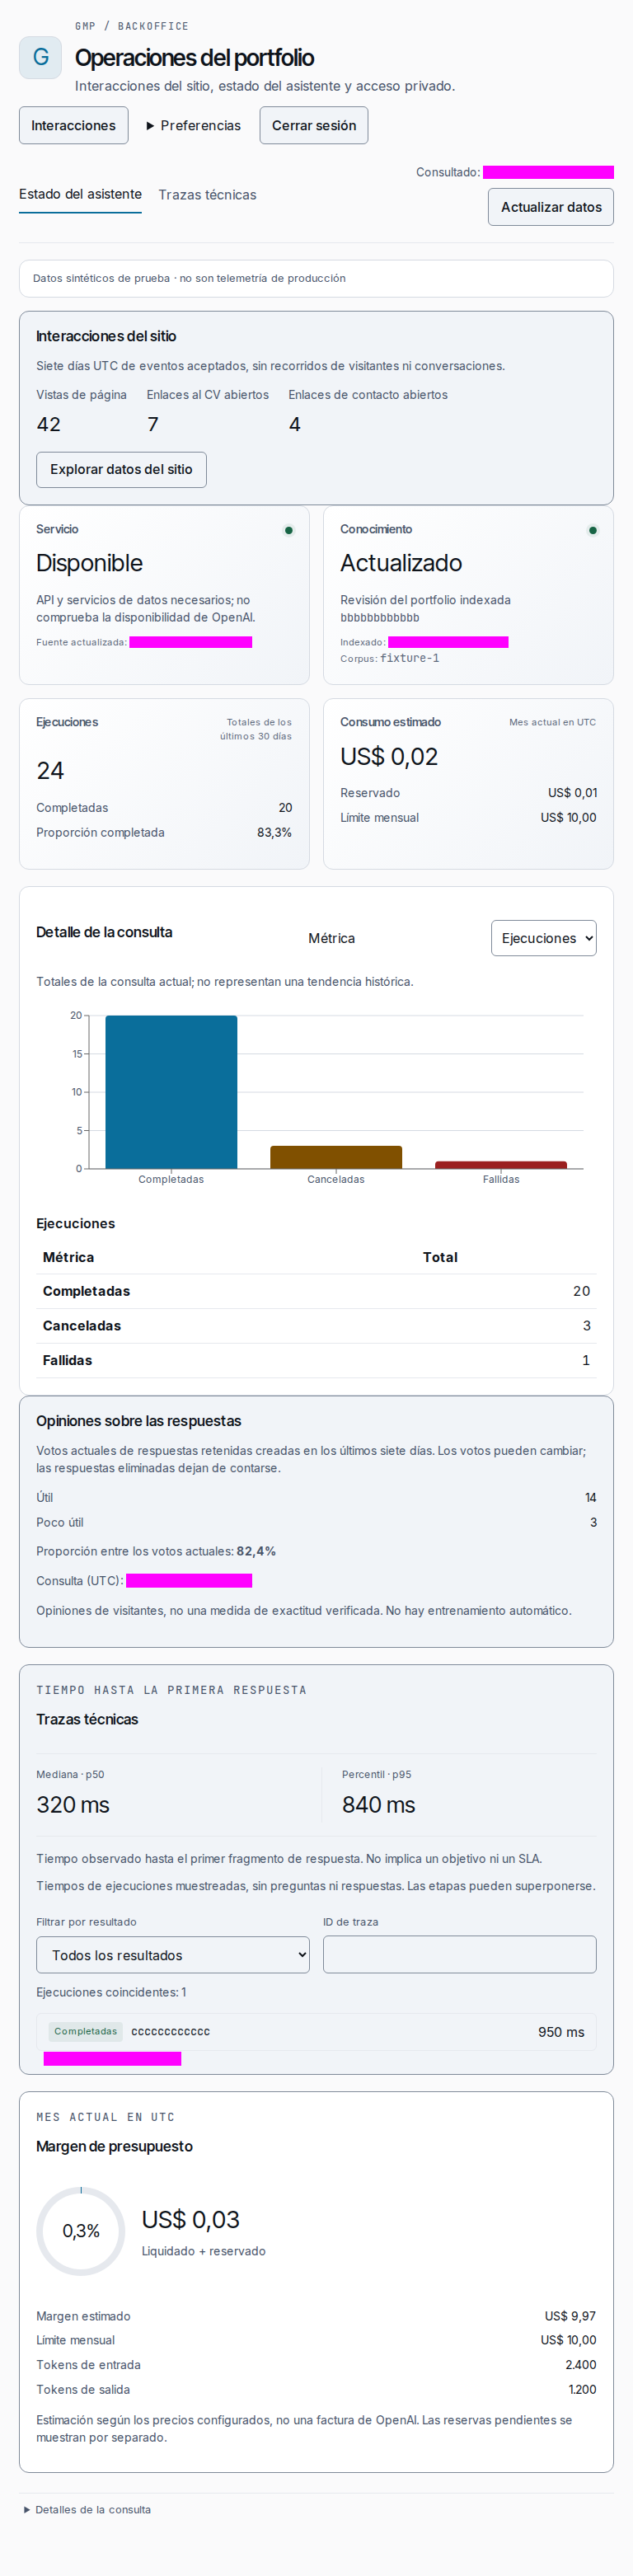 GMP / BACKOFFICE
G
Operaciones del portfolio
Interacciones del sitio, estado del asistente y acceso privado.
Interacciones
▶ Preferencias
Cerrar sesión
Consultado:
Estado del asistente
Trazas técnicas
Actualizar datos
Datos sintéticos de prueba · no son telemetría de producción
Interacciones del sitio
Siete días UTC de eventos aceptados, sin recorridos de visitantes ni conversaciones.
Vistas de página Enlaces al CV abiertos Enlaces de contacto abiertos
42 7 4
Explorar datos del sitio
Servicio
Disponible
API y servicios de datos necesarios; no
comprueba la disponibilidad de OpenAI.
Fuente actualizada:
Conocimiento
Actualizado
Revisión del portfolio indexada
bbbbbbbbbbbb
Indexado:
Corpus: fixture-1
Ejecuciones
Totales de los
últimos 30 días
24
Completadas 20
Proporción completada 83,3%
Consumo estimado
Mes actual en UTC
US$ 0,02
Reservado US$ 0,01
Límite mensual US$ 10,00
Detalle de la consulta
Métrica
Ejecuciones
Totales de la consulta actual; no representan una tendencia histórica.
20
15
10
5
0
Completadas Canceladas Fallidas
Ejecuciones
Métrica Total
Completadas 20
Canceladas 3
Fallidas 1
Opiniones sobre las respuestas
Votos actuales de respuestas retenidas creadas en los últimos siete días. Los votos pueden cambiar;
las respuestas eliminadas dejan de contarse.
Útil 14
Poco útil 3
Proporción entre los votos actuales: 82,4%
Consulta (UTC):
Opiniones de visitantes, no una medida de exactitud verificada. No hay entrenamiento automático.
TIEMPO HASTA LA PRIMERA RESPUESTA
Trazas técnicas
Mediana · p50
320 ms
Percentil · p95
840 ms
Tiempo observado hasta el primer fragmento de respuesta. No implica un objetivo ni un SLA.
Tiempos de ejecuciones muestreadas, sin preguntas ni respuestas. Las etapas pueden superponerse.
Filtrar por resultado
Todos los resultados
ID de traza
Ejecuciones coincidentes: 1
Completadas cccccccccccc 950 ms
MES ACTUAL EN UTC
Margen de presupuesto
0,3%
US$ 0,03
Liquidado + reservado
Margen estimado US$ 9,97
Límite mensual US$ 10,00
Tokens de entrada 2.400
Tokens de salida 1.200
Estimación según los precios configurados, no una factura de OpenAI. Las reservas pendientes se
muestran por separado.
▶ Detalles de la consulta